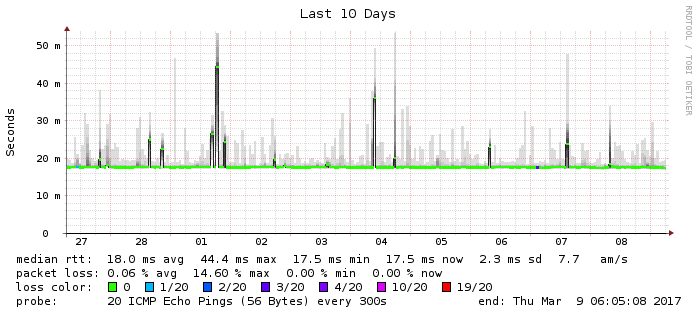 Last 10 Days
RRDTOOL / TOBI OETIKER
Seconds
50 m
40 m
30 m
20 m
10 m
0
27 28 01 02 03 04 05 06 07 08
median rtt: 18.0 ms avg 44.4 ms max 17.5 ms min 17.5 ms now 2.3 ms sd 7.7 am/s
packet loss: 0.06 % avg 14.60 % max 0.00 % min 0.00 % now
loss color: 0 1/20 2/20 3/20 4/20 10/20 19/20
probe: 20 ICMP Echo Pings (56 Bytes) every 300s end: Thu Mar 9 06:05:08 2017